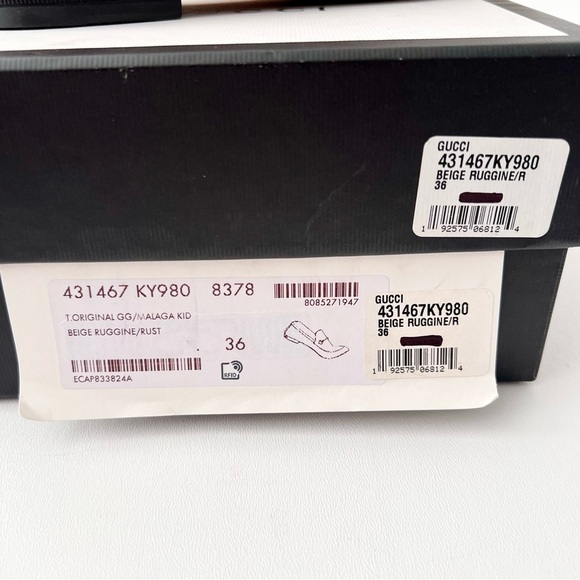 GUCCI
431467KY980
BEIGE RUGGINE/R
36
1 92575 06812 4
431467 KY980 8378
8085271947
T.ORIGINAL GG/MALAGA KID
BEIGE RUGGINE/RUST
36
RFID
ECAP833824A
GUCCI
431467KY980
BEIGE RUGGINE/R
36
1 92575 06812 4